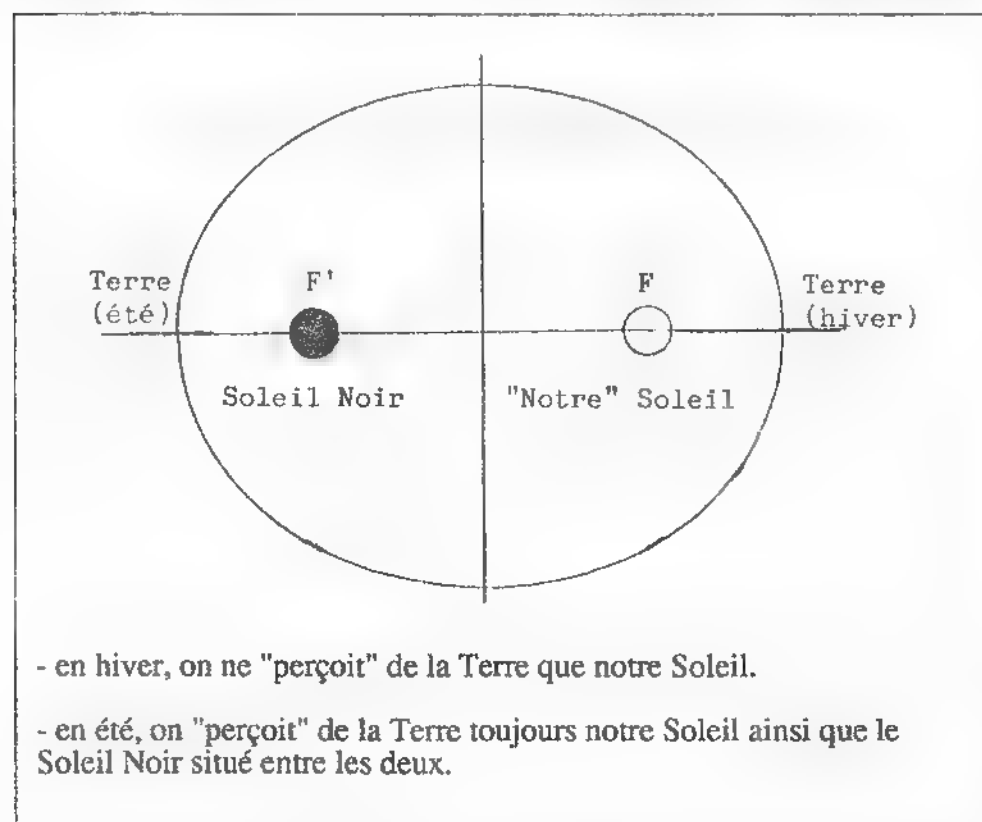 Terre
(été)
F'
F
Terre
(hiver)
Soleil Noir
"Notre" Soleil
- en hiver, on ne "perçoit" de la Terre que notre Soleil.
- en été, on "perçoit" de la Terre toujours notre Soleil ainsi que le
Soleil Noir situé entre les deux.